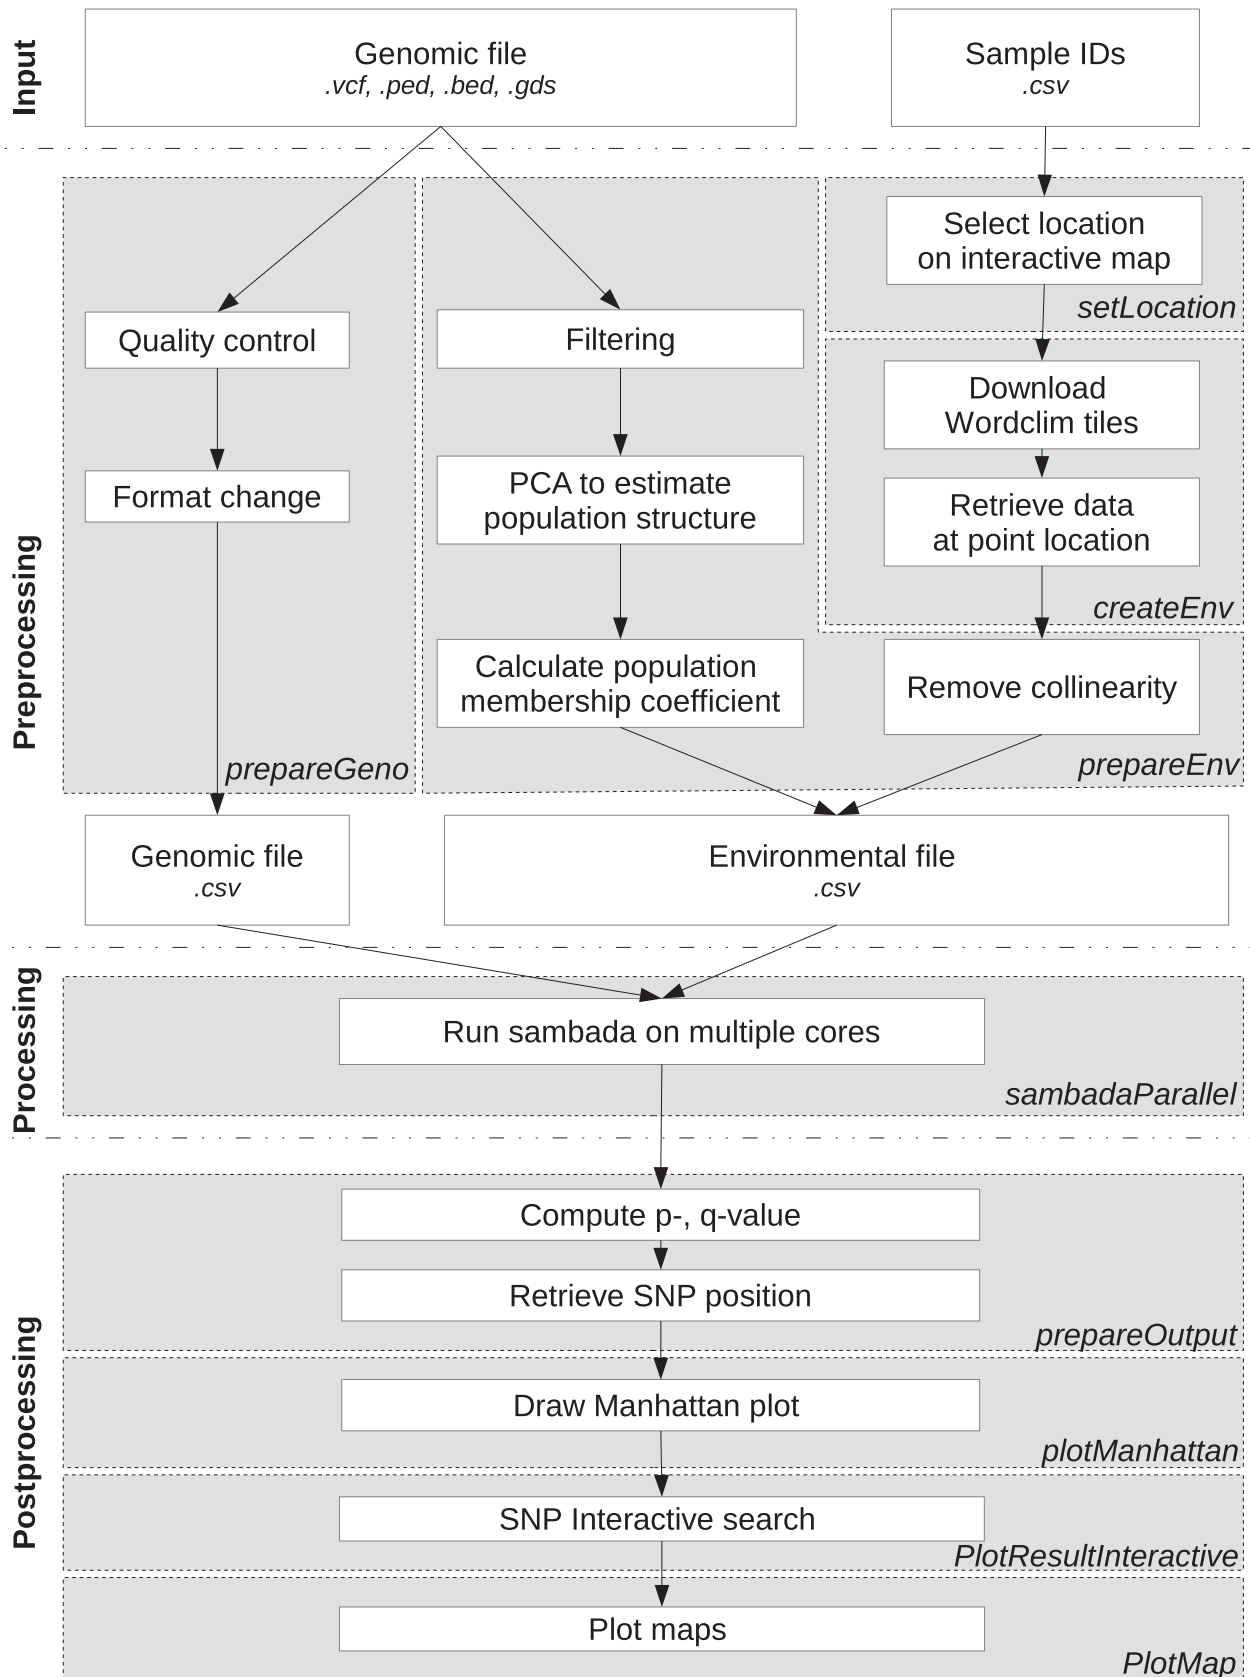 Input
Genomic file
.vcf, .ped, .bed, .gds
Sample IDs
.csv
Preprocessing
Quality control
Format change
prepareGeno
Filtering
PCA to estimate
population structure
Calculate population
membership coefficient
Select location
on interactive map
setLocation
Download
Wordclim tiles
Retrieve data
at point location
createEnv
Remove collinearity
prepareEnv
Genomic file
.csv
Environmental file
.csv
Processing
Run sambada on multiple cores
sambadaParallel
Postprocessing
Compute p-, q-value
Retrieve SNP position
prepareOutput
Draw Manhattan plot
plotManhattan
SNP Interactive search
PlotResultInteractive
Plot maps
PlotMap